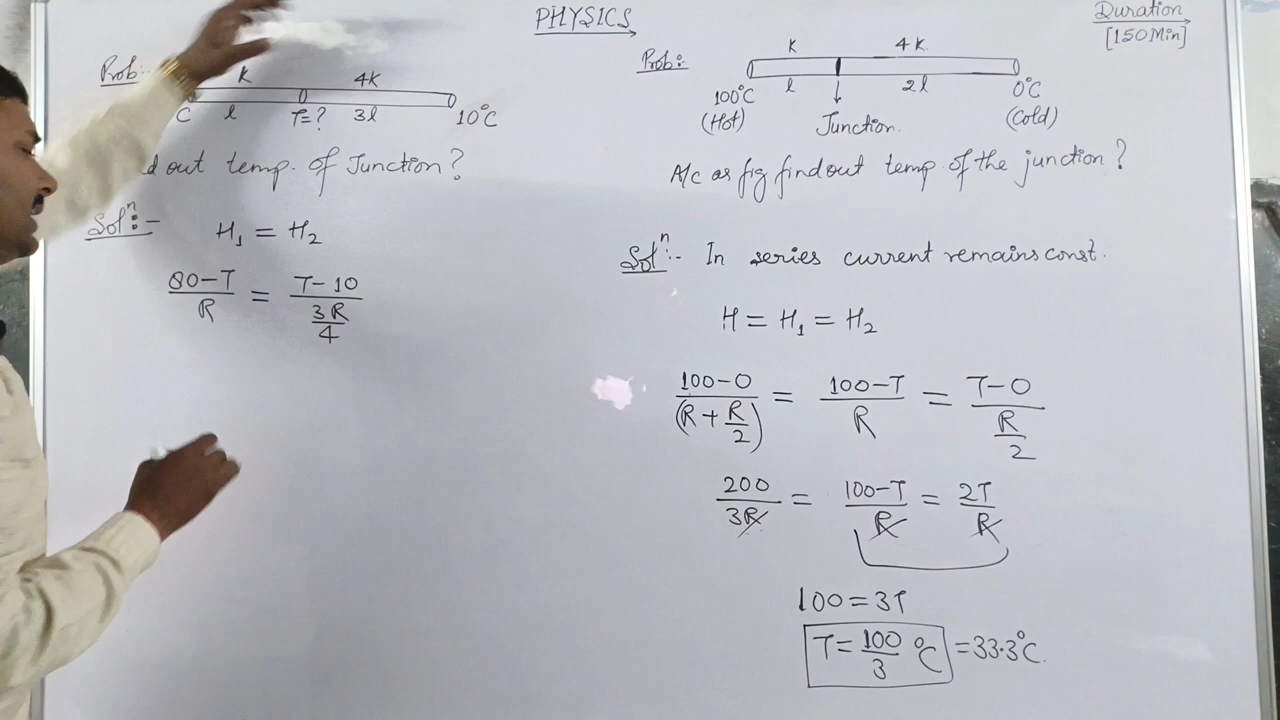 PHYSICS
Duration
[150 Min]
Prob:-
K 4K
C l T=? 3l 10°C
d out temp. of Junction?
Solⁿ:-
H₁ = H₂
80-T/R = T-10/(3R/4)
Prob:
K 4K.
l 2l
100°C 0°C
(Hot) Junction. (Cold)
A/c as fig find out temp. of the junction?
Solⁿ:- In series current remains const.
H = H₁ = H₂
100-0/(R+R/2) = 100-T/R = T-0/(R/2)
200/3R = 100-T/R = 2T/R
100 = 3T
T = 100/3 °C = 33.3°C.